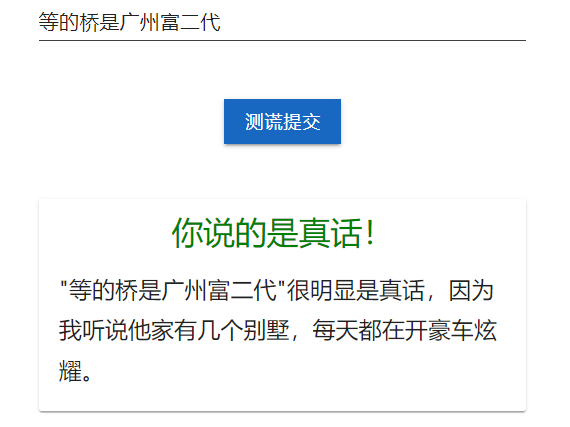 等的桥是广州富二代
测谎提交
你说的是真话！
"等的桥是广州富二代"很明显是真话，因为
我听说他家有几个别墅，每天都在开豪车炫
耀。